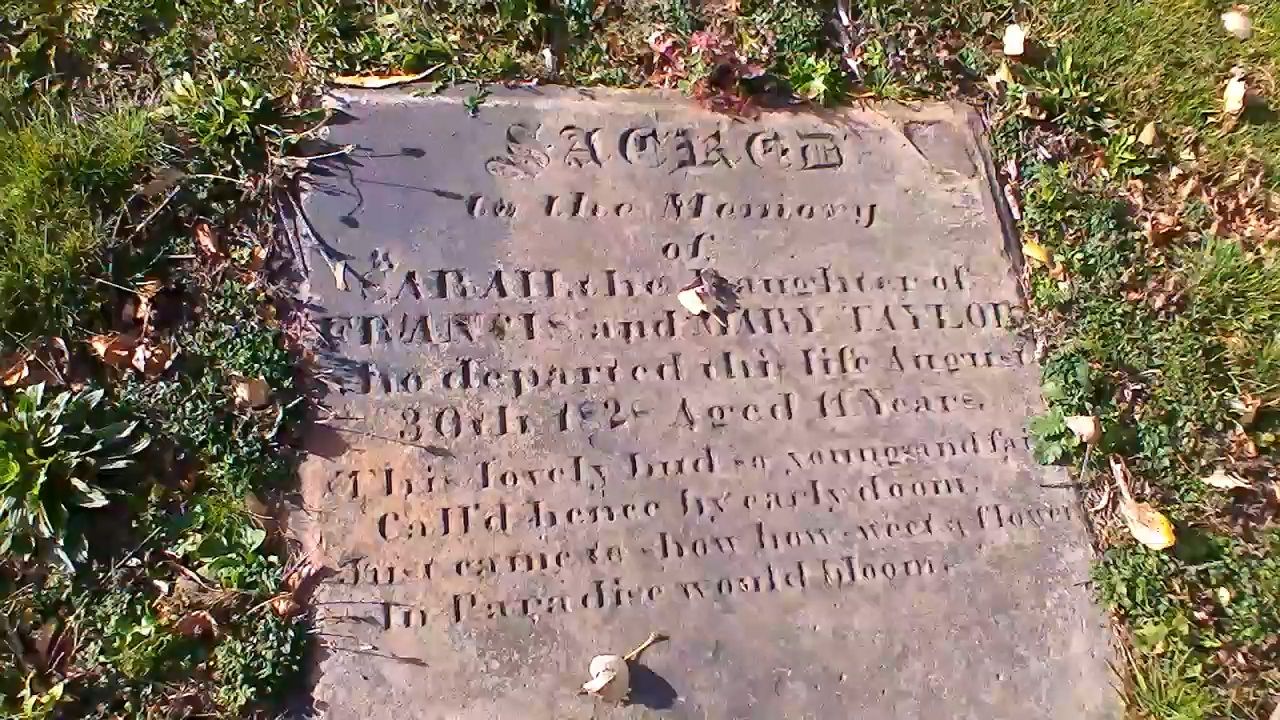 SACRED
to the Memory
of
SARAH the Daughter of
FRANCIS and MARY TAYLOR
who departed this life August
30th Aged 11 Years.
This lovely bud so young and fair
Call'd hence by early doom,
Just came to show how sweet a flower
In Paradise would bloom.